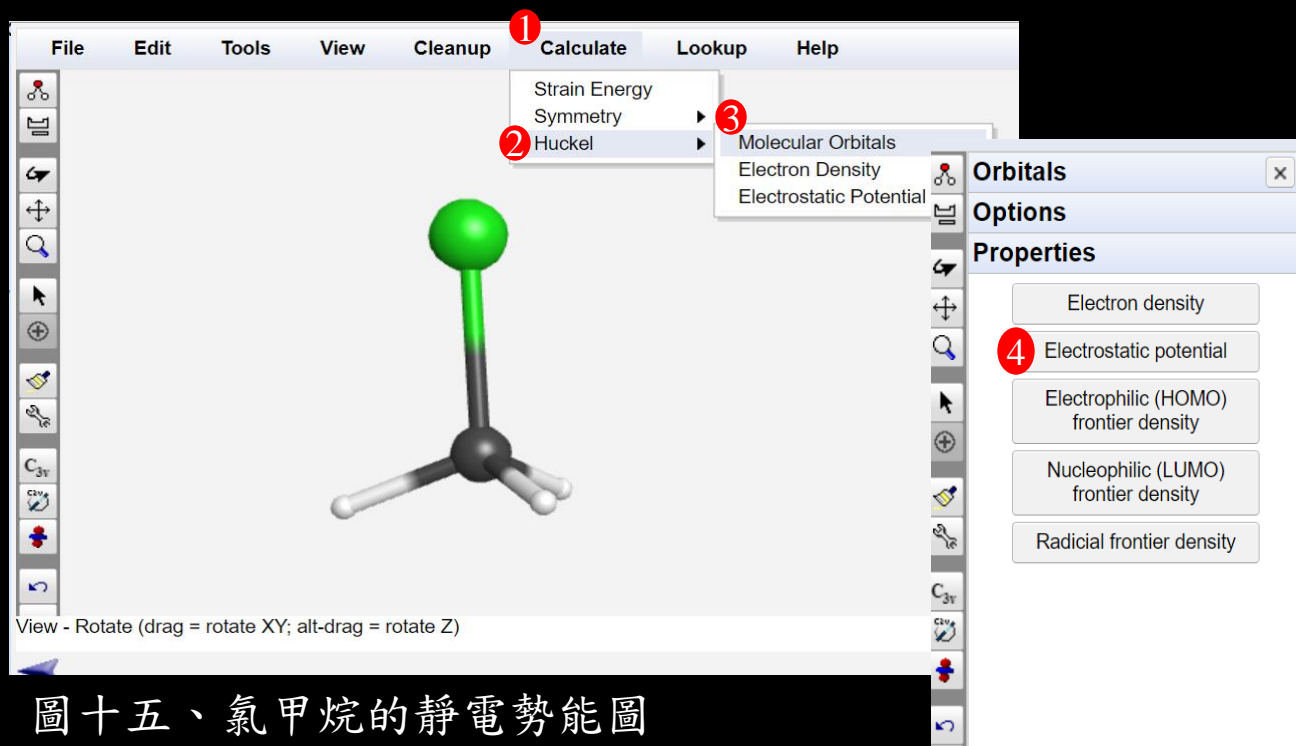 1
File Edit Tools View Cleanup Calculate Lookup Help
Strain Energy
Symmetry
3
2 Huckel
Molecular Orbitals
Electron Density
Electrostatic Potential
C3v
C2v
View - Rotate (drag = rotate XY; alt-drag = rotate Z)
Orbitals
Options
Properties
Electron density
4 Electrostatic potential
Electrophilic (HOMO)
frontier density
Nucleophilic (LUMO)
frontier density
Radicial frontier density
C3v
C2v
圖十五、氯甲烷的靜電勢能圖